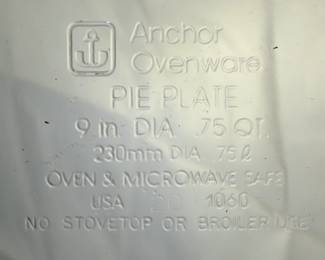 Anchor
Ovenware
PIE PLATE
9 in. DIA .75 QT.
230mm DIA .75ℓ
OVEN & MICROWAVE SAFE
USA 1060
NO STOVETOP OR BROILER USE